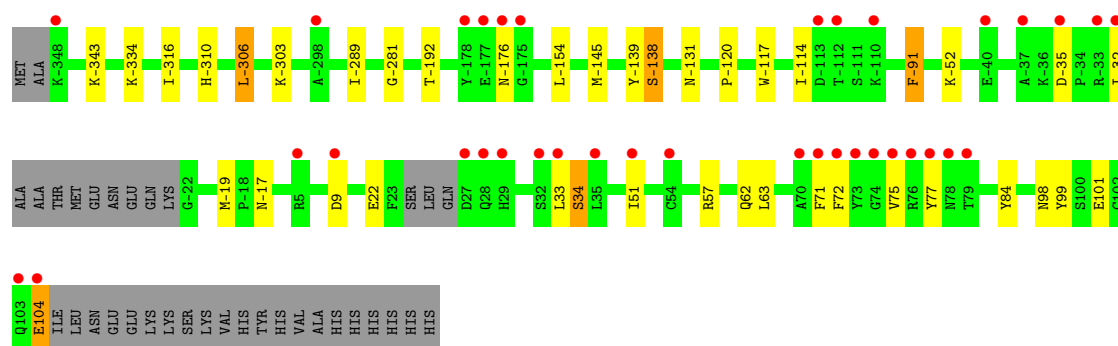 MET ALA K-348 K-343 K-334 I-316 H-310 L-306 K-303 A-298 I-289 G-281 T-192 Y-178 E-177 N-176 G-175 L-154 M-145 Y-139 S-138 N-131 P-120 W-117 I-114 D-113 T-112 S-111 K-110 F-91 K-52 E-40 A-37 K-36 D-35 P-34 R-33
ALA ALA THR MET GLU ASN GLU GLN LYS G-22 M-19 P-18 N-17 R5 D9 E22 F23 SER LEU GLN D27 Q28 H29 S32 L33 S34 L35 I51 C54 R57 Q62 L63 A70 F71 F72 Y73 G74 V75 R76 Y77 N78 T79 Y84 N98 Y99 S100 E101
Q103 E104 ILE LEU ASN GLU GLU LYS LYS SER LYS VAL HIS TYR HIS VAL ALA HIS HIS HIS HIS HIS HIS